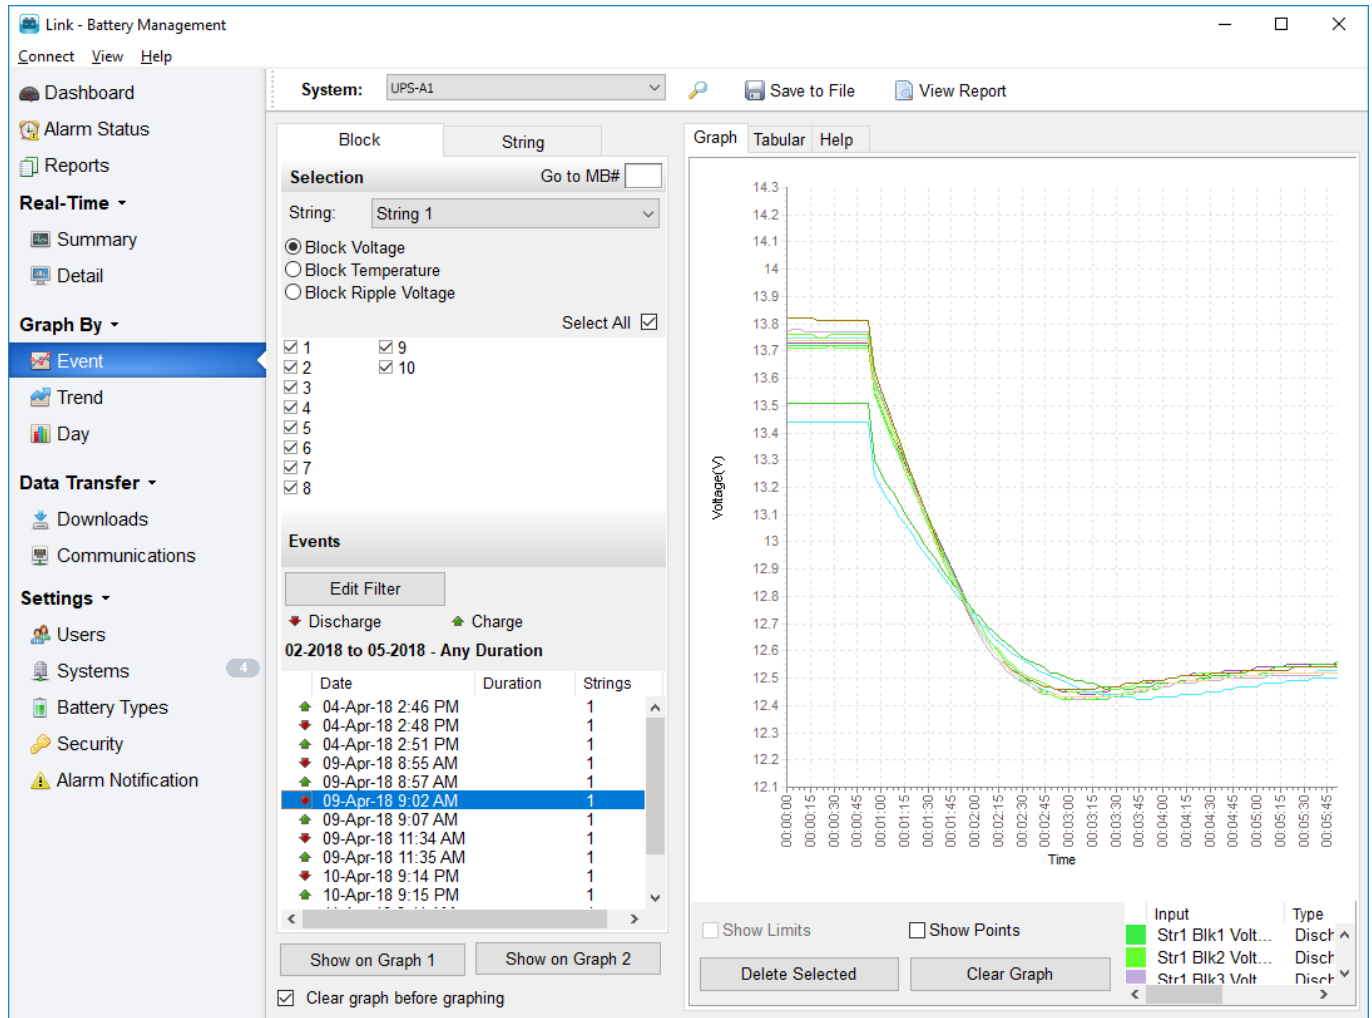 Link - Battery Management
Connect View Help
Dashboard
Alarm Status
Reports
Real-Time
Summary
Detail
Graph By
Event
Trend
Day
Data Transfer
Downloads
Communications
Settings
Users
Systems 4
Battery Types
Security
Alarm Notification
System: UPS-A1 Save to File View Report
Block String
Selection Go to MB#
String: String 1
Block Voltage
Block Temperature
Block Ripple Voltage
Select All
1 9
2 10
3
4
5
6
7
8
Events
Edit Filter
Discharge Charge
02-2018 to 05-2018 - Any Duration
Date Duration Strings
04-Apr-18 2:46 PM 1
04-Apr-18 2:48 PM 1
04-Apr-18 2:51 PM 1
09-Apr-18 8:55 AM 1
09-Apr-18 8:57 AM 1
09-Apr-18 9:02 AM 1
09-Apr-18 9:07 AM 1
09-Apr-18 11:34 AM 1
09-Apr-18 11:35 AM 1
10-Apr-18 9:14 PM 1
10-Apr-18 9:15 PM 1
Show on Graph 1 Show on Graph 2
Clear graph before graphing
Graph Tabular Help
14.3
14.2
14.1
14
13.9
13.8
13.7
13.6
13.5
13.4
13.3
13.2
13.1
13
12.9
12.8
12.7
12.6
12.5
12.4
12.3
12.2
12.1
Voltage(V)
00:00:00 00:00:15 00:00:30 00:00:45 00:01:00 00:01:15 00:01:30 00:01:45 00:02:00 00:02:15 00:02:30 00:02:45 00:03:00 00:03:15 00:03:30 00:03:45 00:04:00 00:04:15 00:04:30 00:04:45 00:05:00 00:05:15 00:05:30 00:05:45
Time
Show Limits Show Points
Delete Selected Clear Graph
Input Type
Str1 Blk1 Volt... Disch
Str1 Blk2 Volt... Disch
Str1 Blk3 Volt Disch